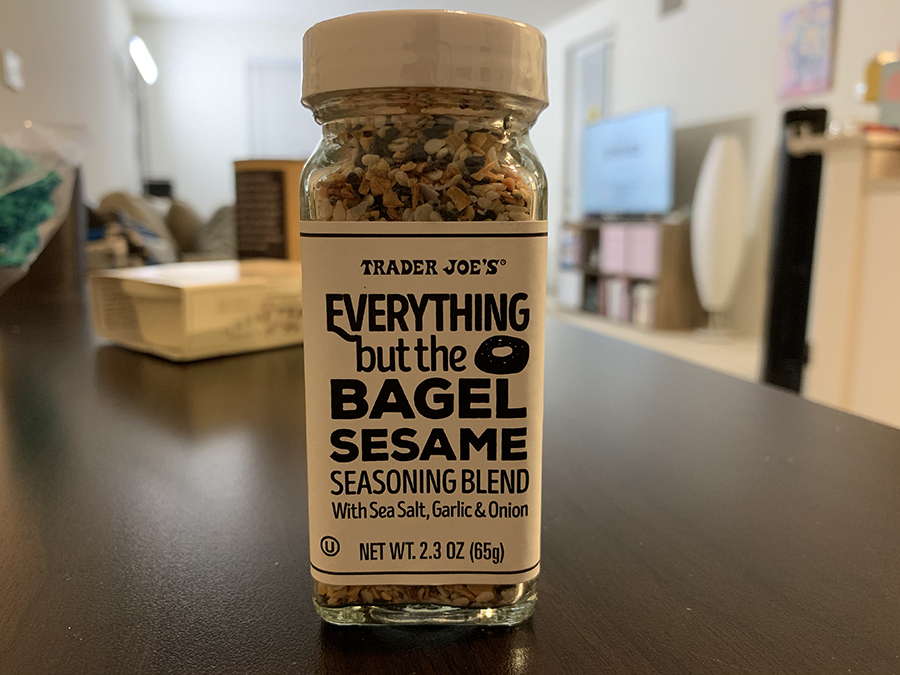 TRADER JOE'S
EVERYTHING
but the
BAGEL
SESAME
SEASONING BLEND
With Sea Salt, Garlic & Onion
U NET WT. 2.3 OZ (65g)